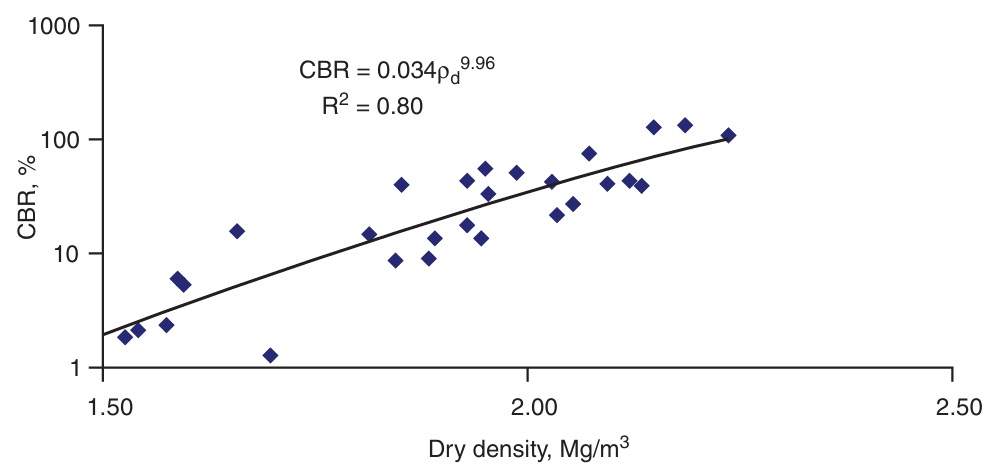 1000
CBR = 0.034ρd9.96
R2 = 0.80
100
CBR, %
10
1
1.50
2.00
2.50
Dry density, Mg/m3